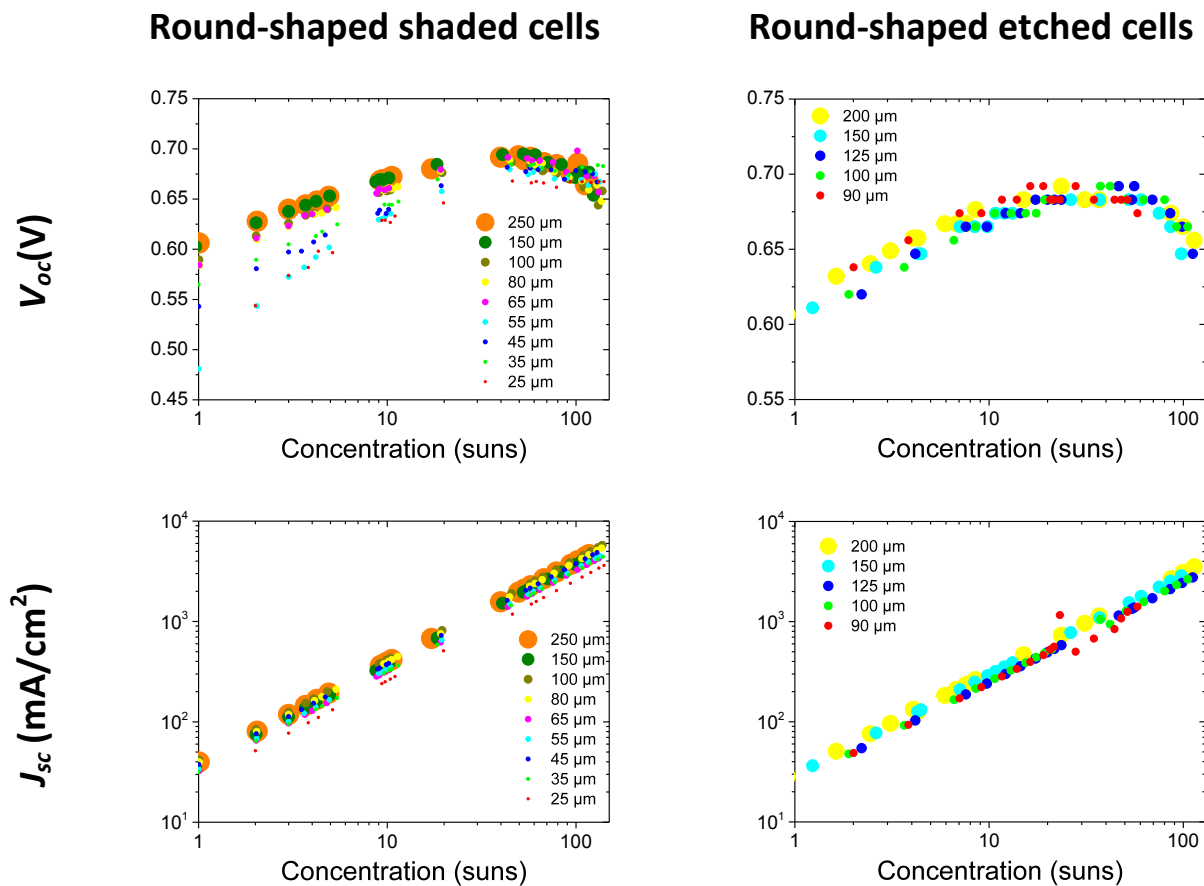 Round-shaped shaded cells
Round-shaped etched cells
V_oc(V)
0.75
0.70
0.65
0.60
0.55
0.50
0.45
250 µm
150 µm
100 µm
80 µm
65 µm
55 µm
45 µm
35 µm
25 µm
1
10
100
Concentration (suns)
0.75
0.70
0.65
0.60
0.55
200 µm
150 µm
125 µm
100 µm
90 µm
1
10
100
Concentration (suns)
J_sc (mA/cm²)
10⁴
10³
10²
10¹
250 µm
150 µm
100 µm
80 µm
65 µm
55 µm
45 µm
35 µm
25 µm
1
10
100
Concentration (suns)
10⁴
10³
10²
10¹
200 µm
150 µm
125 µm
100 µm
90 µm
1
10
100
Concentration (suns)